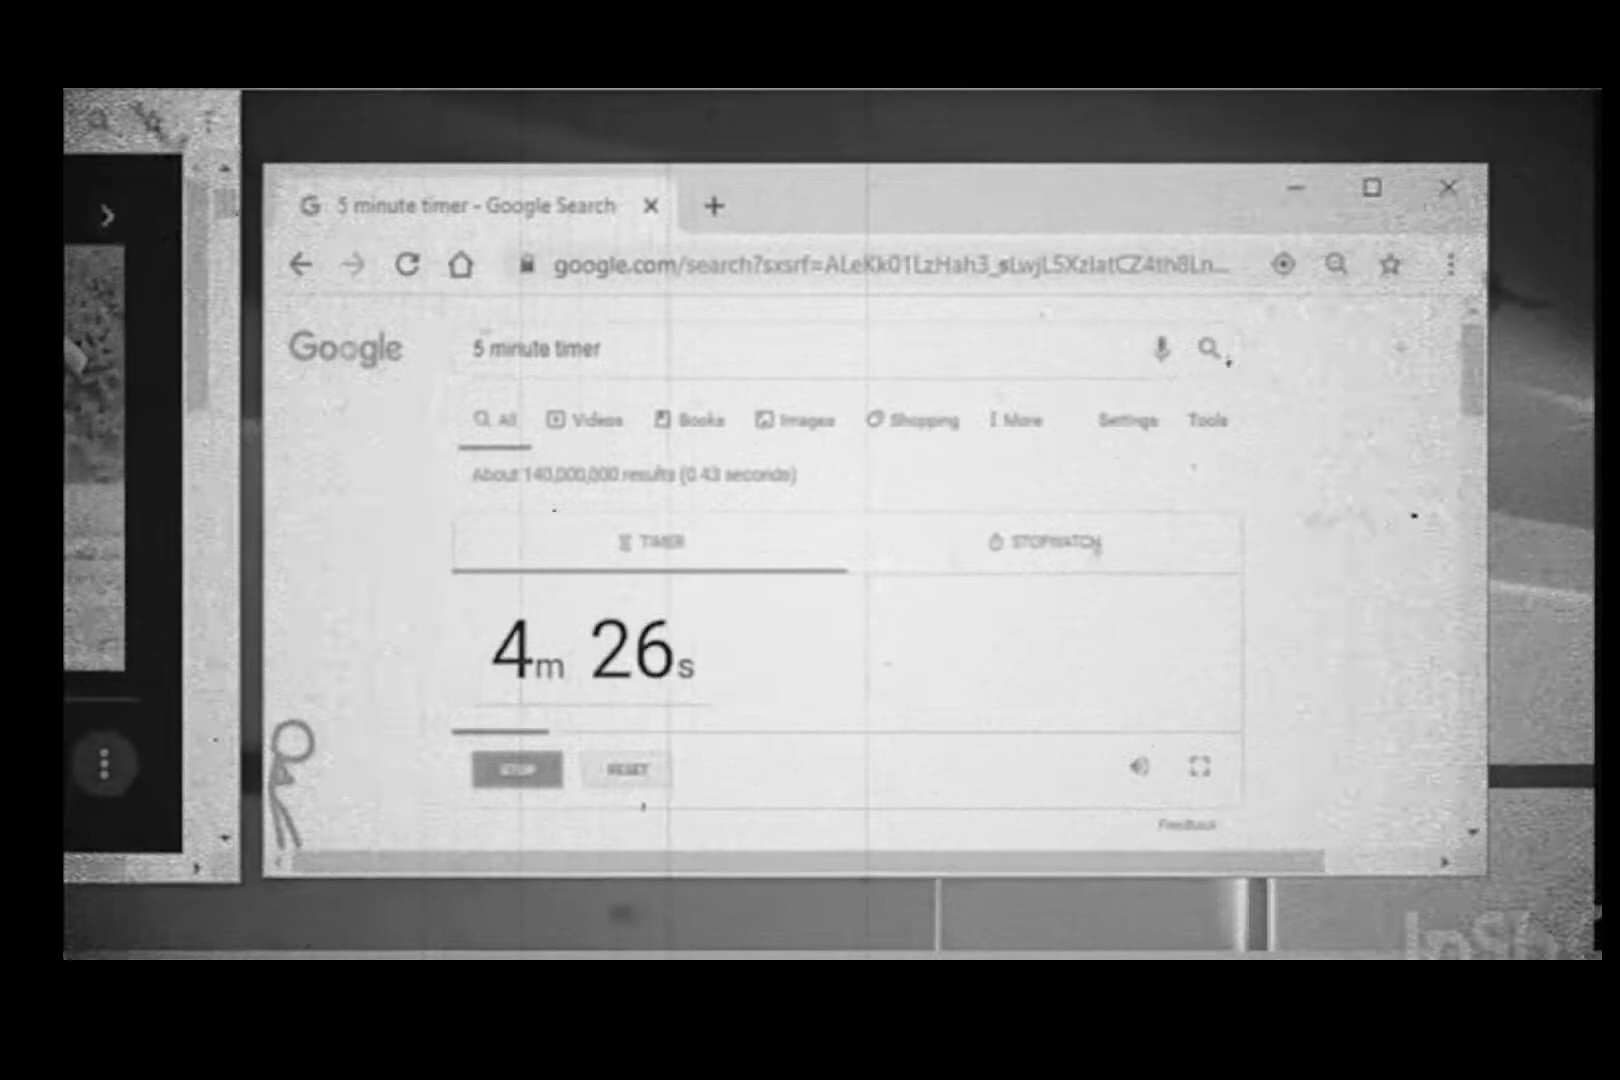 5 minute timer - Google Search
google.com/search?sxsrf=ALeKk01LzHah3_sLwjL5XzIatCZ4th8Ln...
Google
5 minute timer
All Videos Books Images Shopping More Settings Tools
About 140,000,000 results (0.43 seconds)
TIMER STOPWATCH
4m 26s
STOP RESET
Feedback